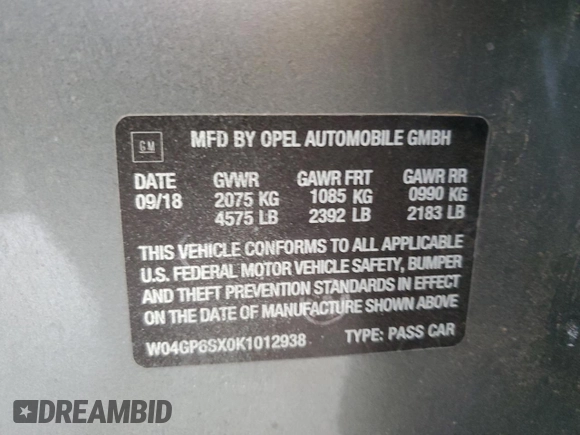 GM
MFD BY OPEL AUTOMOBILE GMBH
DATE GVWR GAWR FRT GAWR RR
09/18 2075 KG 1085 KG 0990 KG
4575 LB 2392 LB 2183 LB
THIS VEHICLE CONFORMS TO ALL APPLICABLE
U.S. FEDERAL MOTOR VEHICLE SAFETY, BUMPER
AND THEFT PREVENTION STANDARDS IN EFFECT
ON THE DATE OF MANUFACTURE SHOWN ABOVE
W04GP6SX0K1012938 TYPE: PASS CAR
DREAMBID